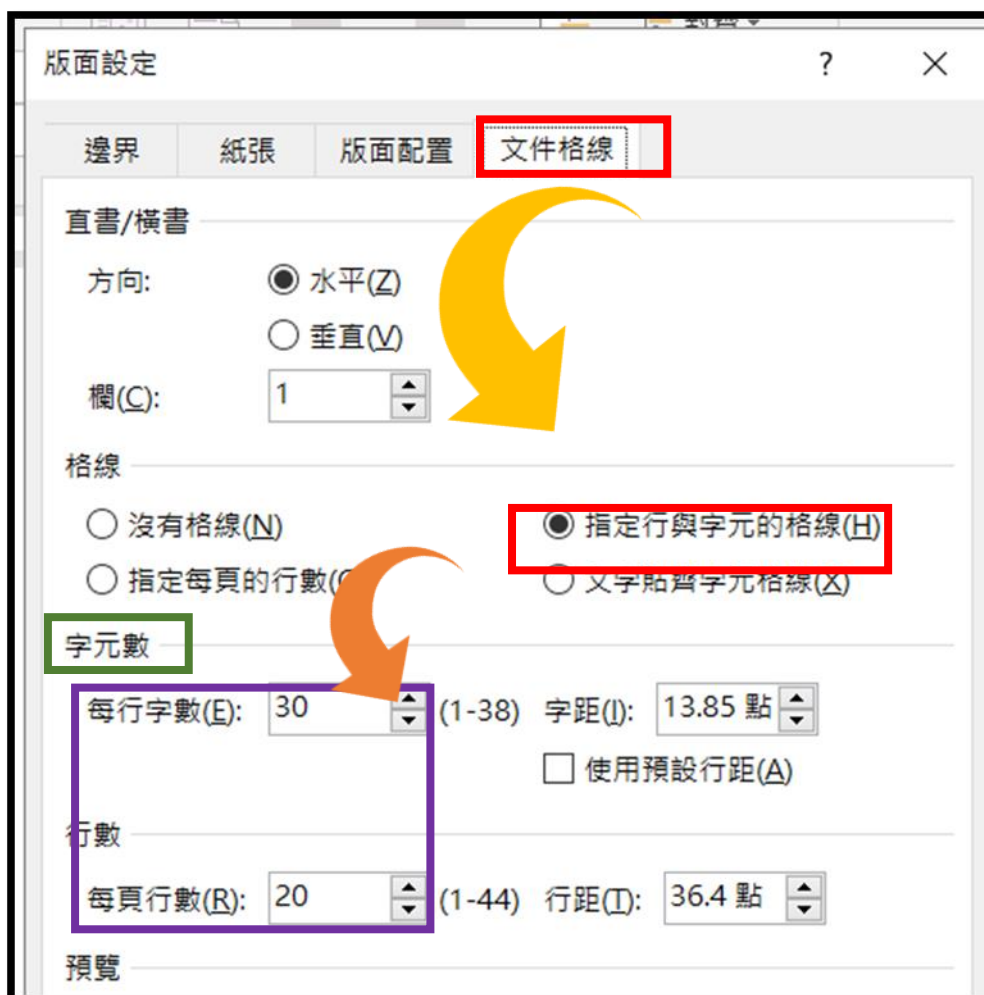 對齊
版面設定 ? ×
邊界 紙張 版面配置 文件格線
直書/橫書
方向: 水平(Z)
垂直(V)
欄(C): 1
格線
沒有格線(N) 指定行與字元的格線(H)
指定每頁的行數( 文字貼齊字元格線(X)
字元數
每行字數(E): 30 (1-38) 字距(I): 13.85 點
使用預設行距(A)
行數
每頁行數(R): 20 (1-44) 行距(T): 36.4 點
預覽